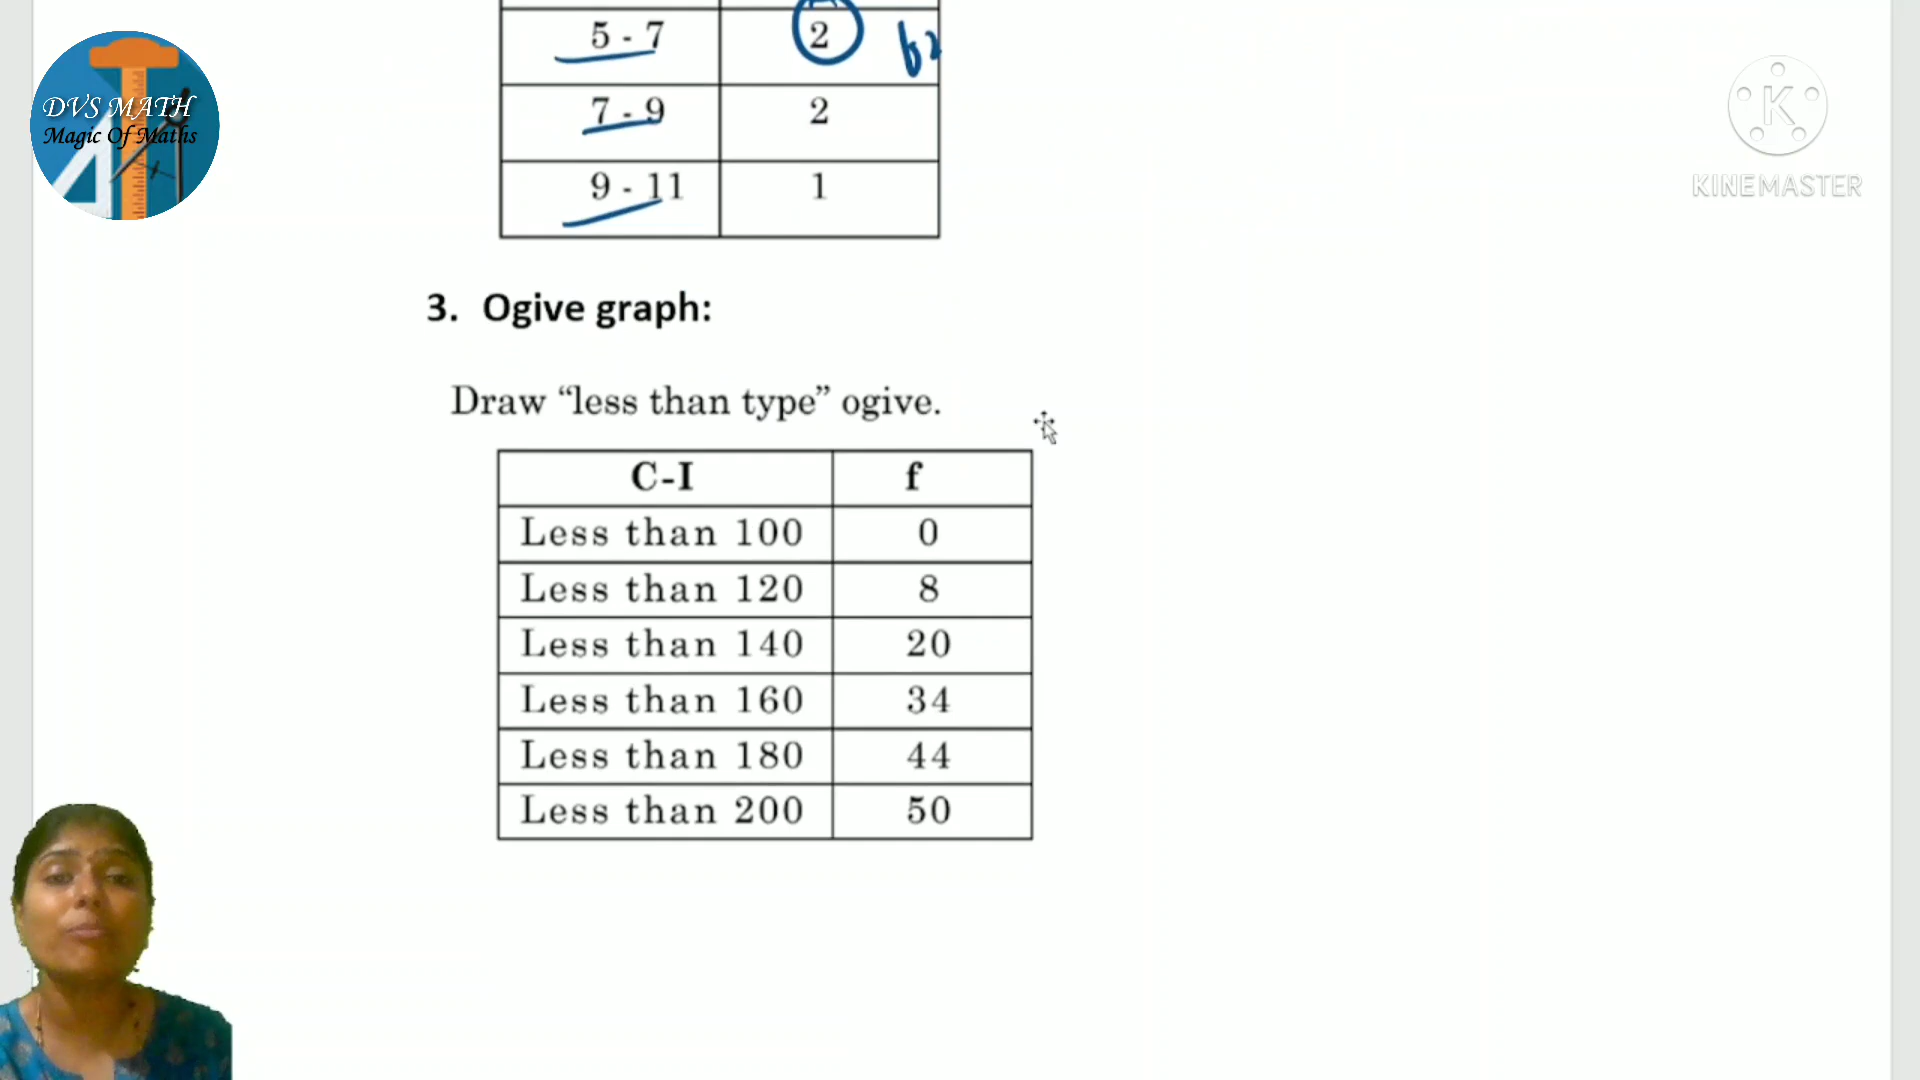 DVS MATH
Magic Of Maths
K
KINEMASTER
5 - 7 2
7 - 9 2
9 - 11 1
3. Ogive graph:
Draw “less than type” ogive.
C-I f
Less than 100 0
Less than 120 8
Less than 140 20
Less than 160 34
Less than 180 44
Less than 200 50